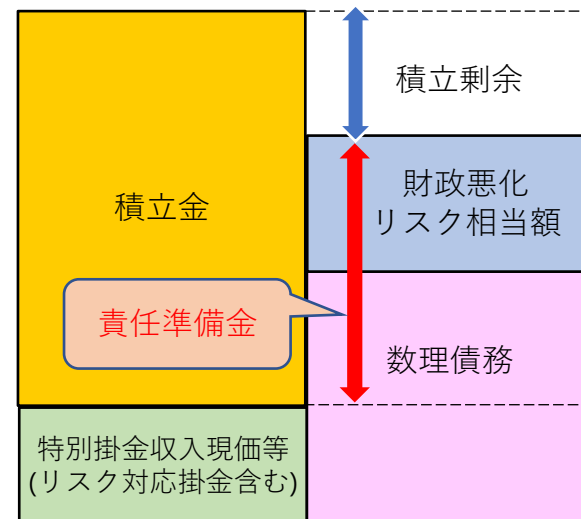 積立剰余
財政悪化
リスク相当額
積立金
責任準備金
数理債務
特別掛金収入現価等
(リスク対応掛金含む)